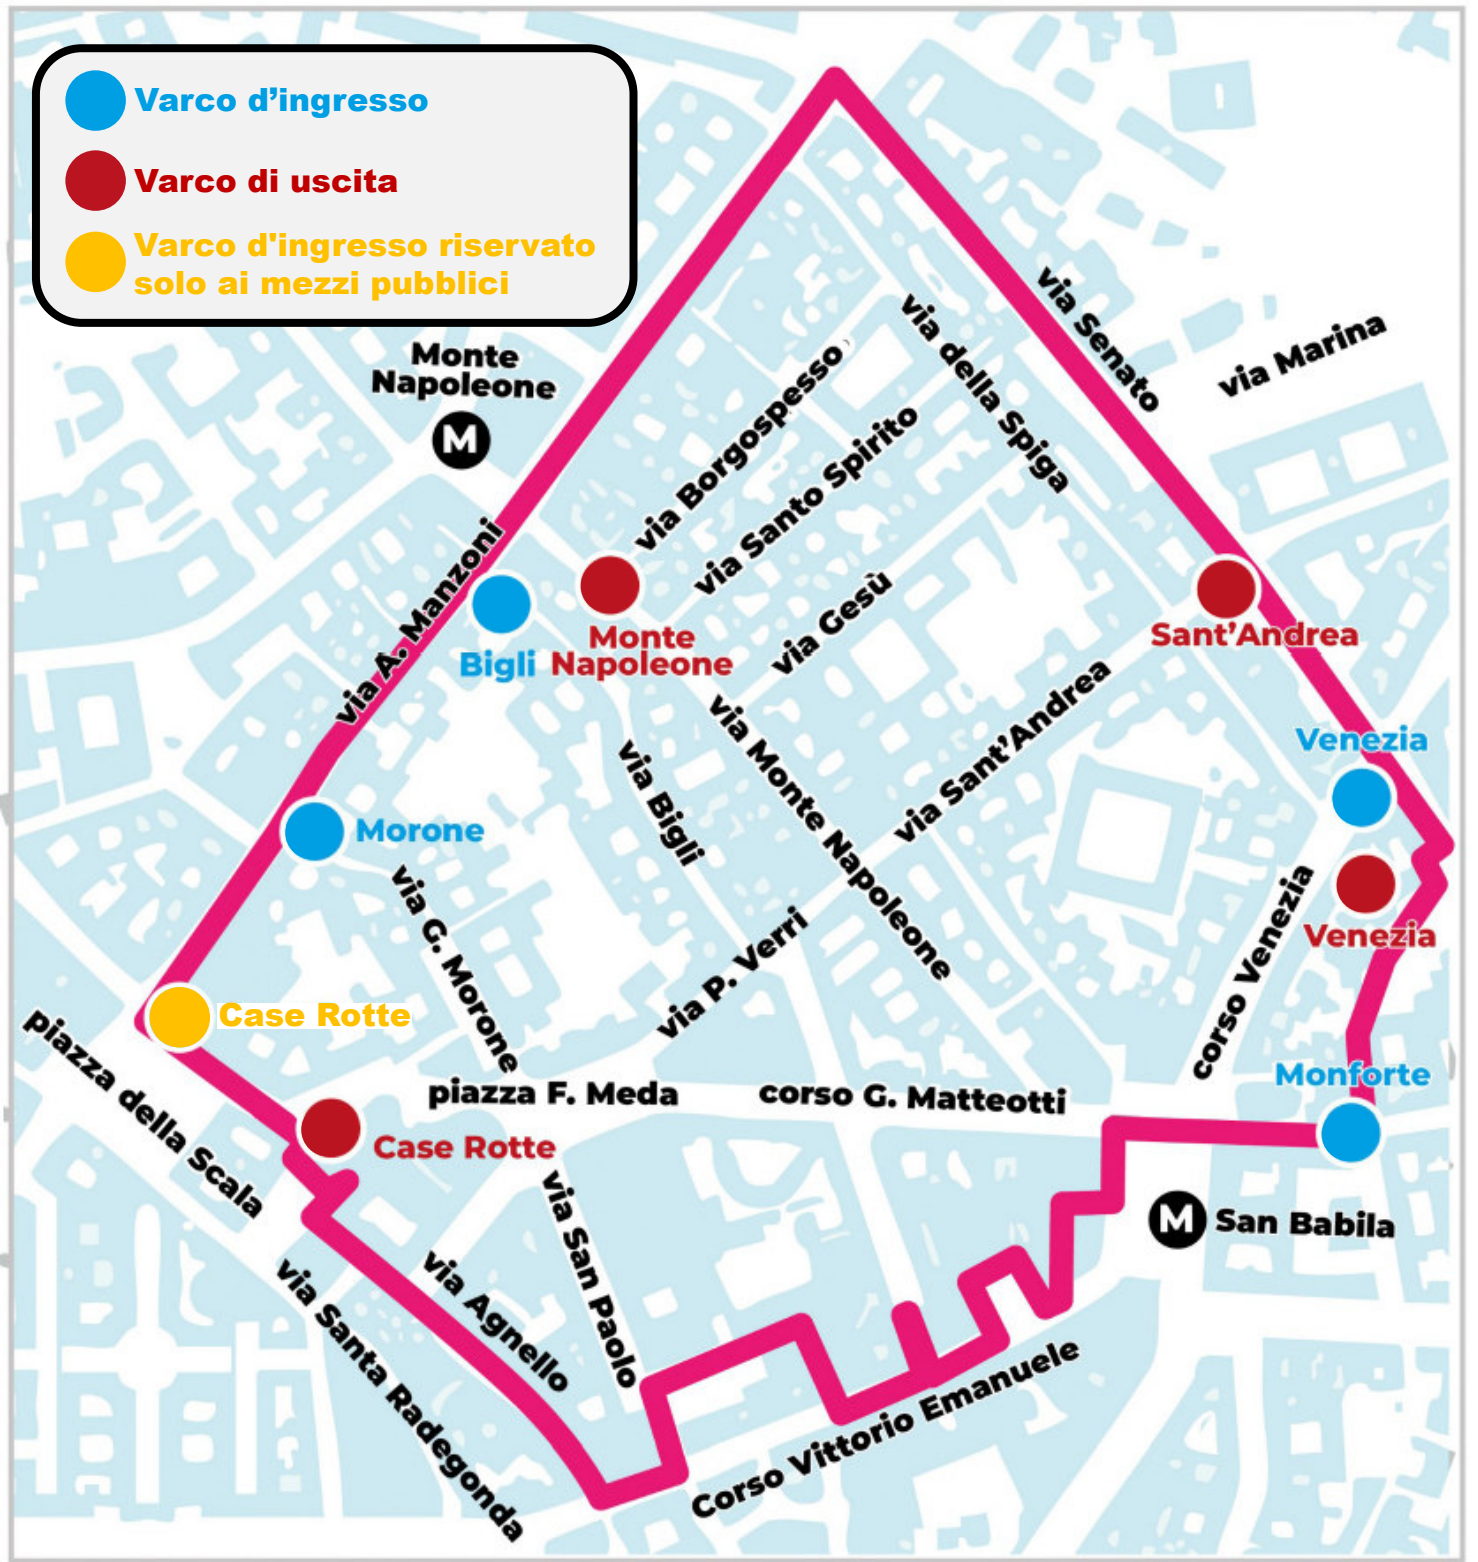 Varco d’ingresso
Varco di uscita
Varco d'ingresso riservato
solo ai mezzi pubblici
Monte
Napoleone
M
via A. Manzoni
via Borgospesso
via Santo Spirito
via della Spiga
via Senato
via Marina
via Gesù
Monte
Napoleone
Bigli
Sant’Andrea
via Sant’Andrea
via Monte Napoleone
via Bigli
Venezia
Morone
via G. Morone
via P. Verri
corso Venezia
Venezia
Case Rotte
piazza della Scala
piazza F. Meda
corso G. Matteotti
Monforte
Case Rotte
via San Paolo
M
San Babila
via Agnello
via Santa Radegonda
Corso Vittorio Emanuele